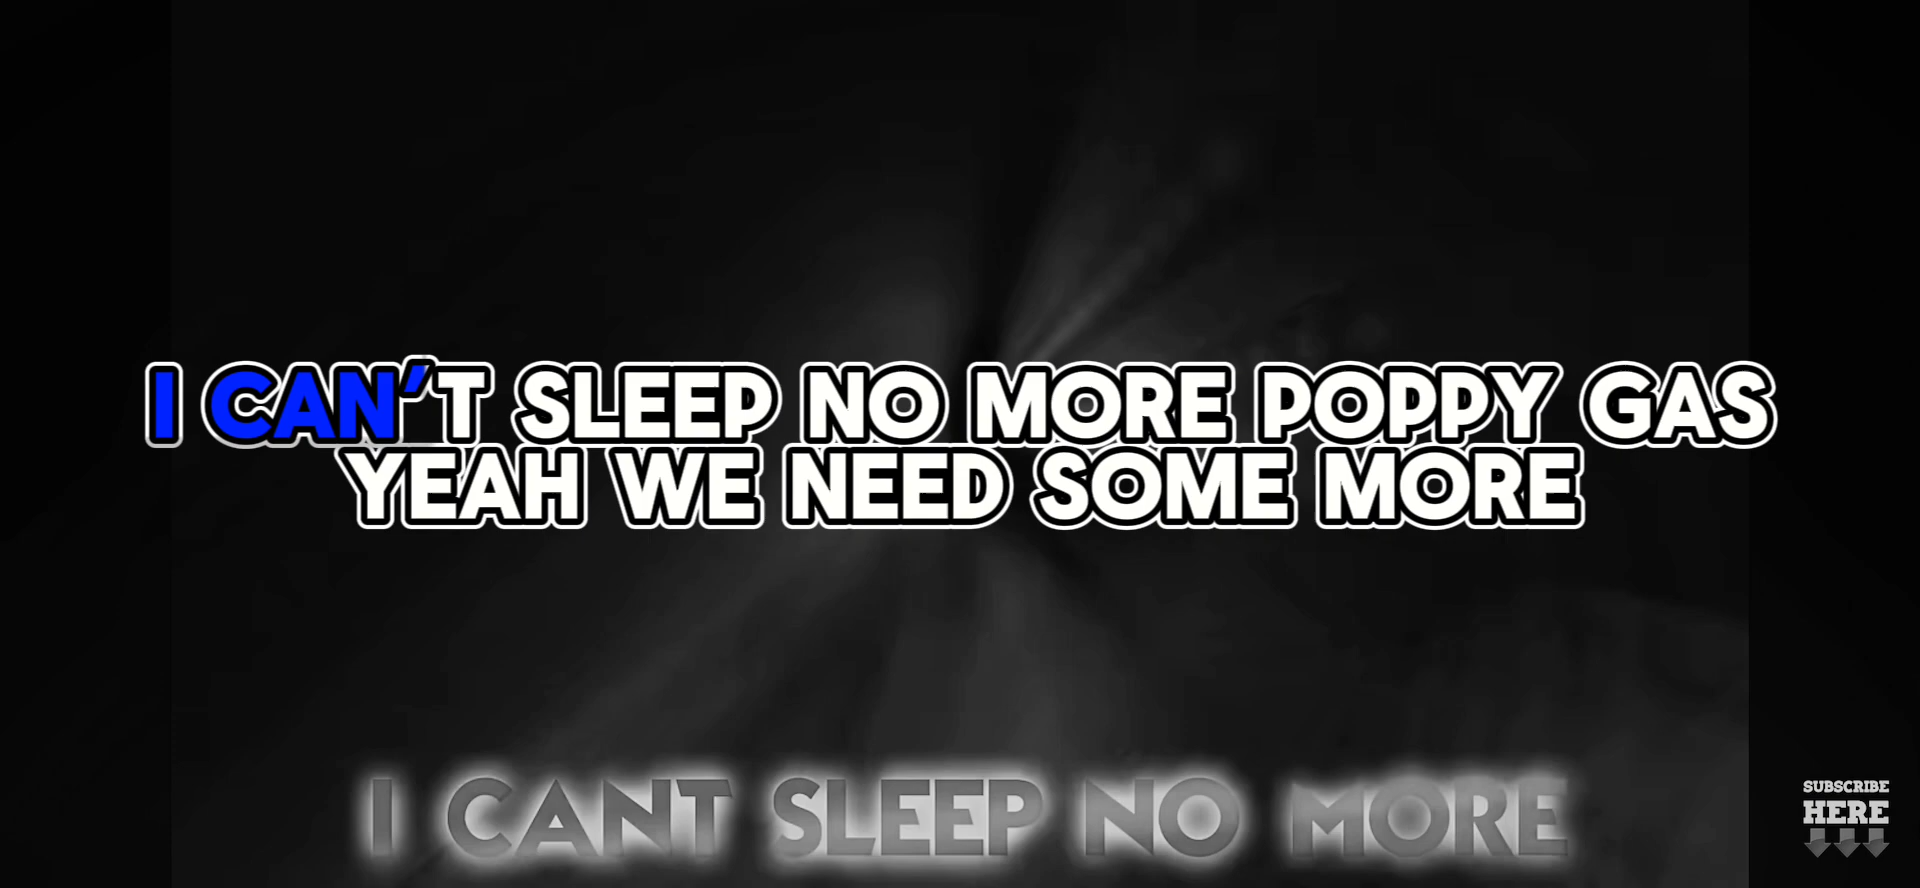 I CAN'T SLEEP NO MORE POPPY GAS
YEAH WE NEED SOME MORE
I CANT SLEEP NO MORE
SUBSCRIBE
HERE